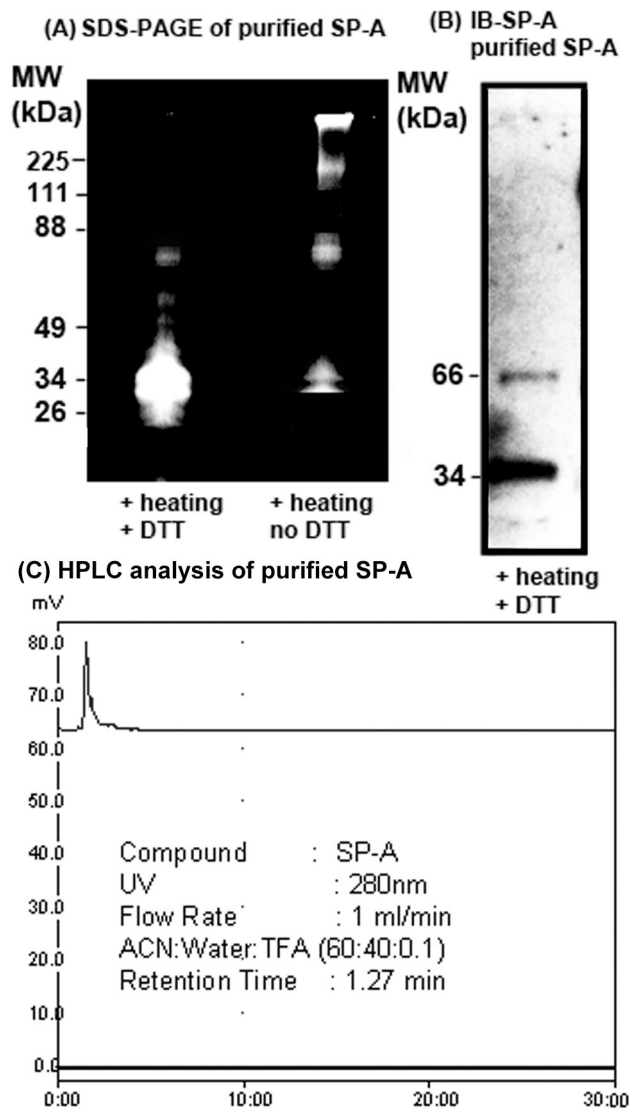 (A) SDS-PAGE of purified SP-A
MW
(kDa)
225
111
88
49
34
26
+ heating
+ DTT
+ heating
no DTT
(B) IB-SP-A
purified SP-A
MW
(kDa)
66
34
+ heating
+ DTT
(C) HPLC analysis of purified SP-A
mV
80.0
70.0
60.0
50.0
40.0
30.0
20.0
10.0
0.0
Compound : SP-A
UV : 280nm
Flow Rate : 1 ml/min
ACN:Water:TFA (60:40:0.1)
Retention Time : 1.27 min
0:00 10:00 20:00 30:00